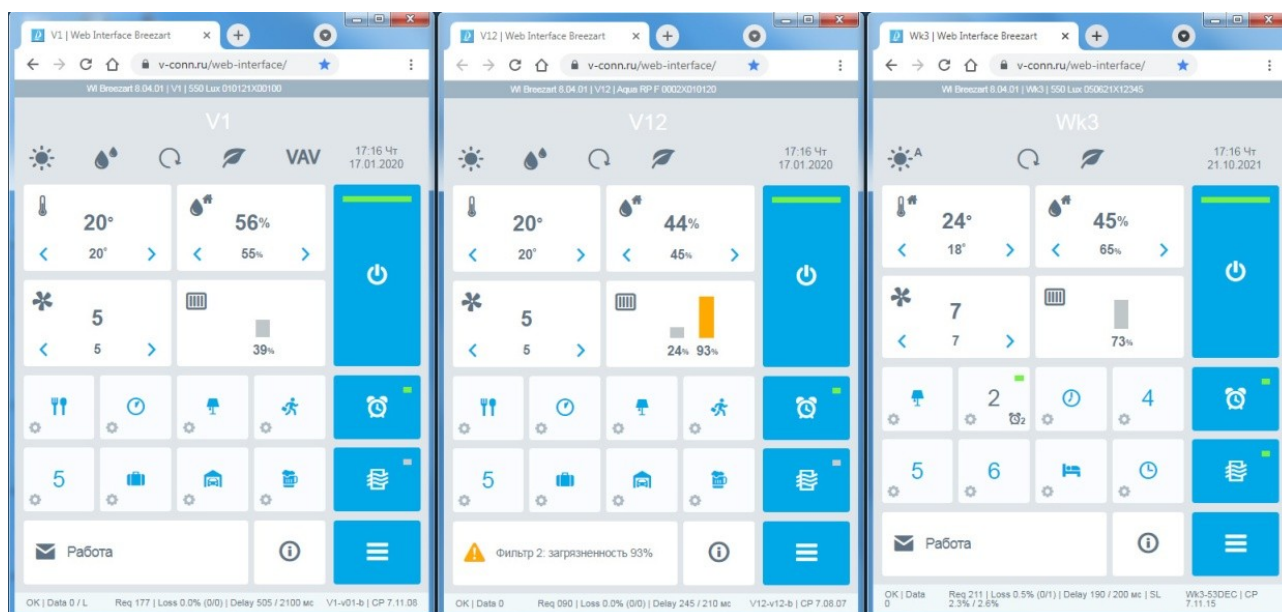 V1 | Web Interface Breezart
v-conn.ru/web-interface/
WI Breezart 8.04.01 | V1 | 550 Lux 010121X00100
V1
VAV
17:16 Чт
17.01.2020
20°
56%
20°
55%
5
5
39%
5
Работа
OK | Data 0 / L
Req 177 | Loss 0.0% (0/0) | Delay 505 / 2100 мс
V1-v01-b | CP 7.11.08
V12 | Web Interface Breezart
v-conn.ru/web-interface/
WI Breezart 8.04.01 | V12 | Aqua RP F 0002X010120
V12
17:16 Чт
17.01.2020
20°
44%
20°
45%
5
5
24% 93%
5
Фильтр 2: загрязненность 93%
OK | Data 0
Req 090 | Loss 0.0% (0/0) | Delay 245 / 210 мс
V12-v12-b | CP 7.08.07
Wk3 | Web Interface Breezart
v-conn.ru/web-interface/
WI Breezart 8.04.01 | Wk3 | 550 Lux 050621X12345
Wk3
A
17:16 Чт
21.10.2021
24°
45%
18°
65%
7
7
73%
2
2
4
5
6
Работа
OK | Data
0
Req 211 | Loss 0.5% (0/1) | Delay 190 / 200 мс | SL
2.3% / 2.6%
Wk3-53DEC | CP
7.11.15